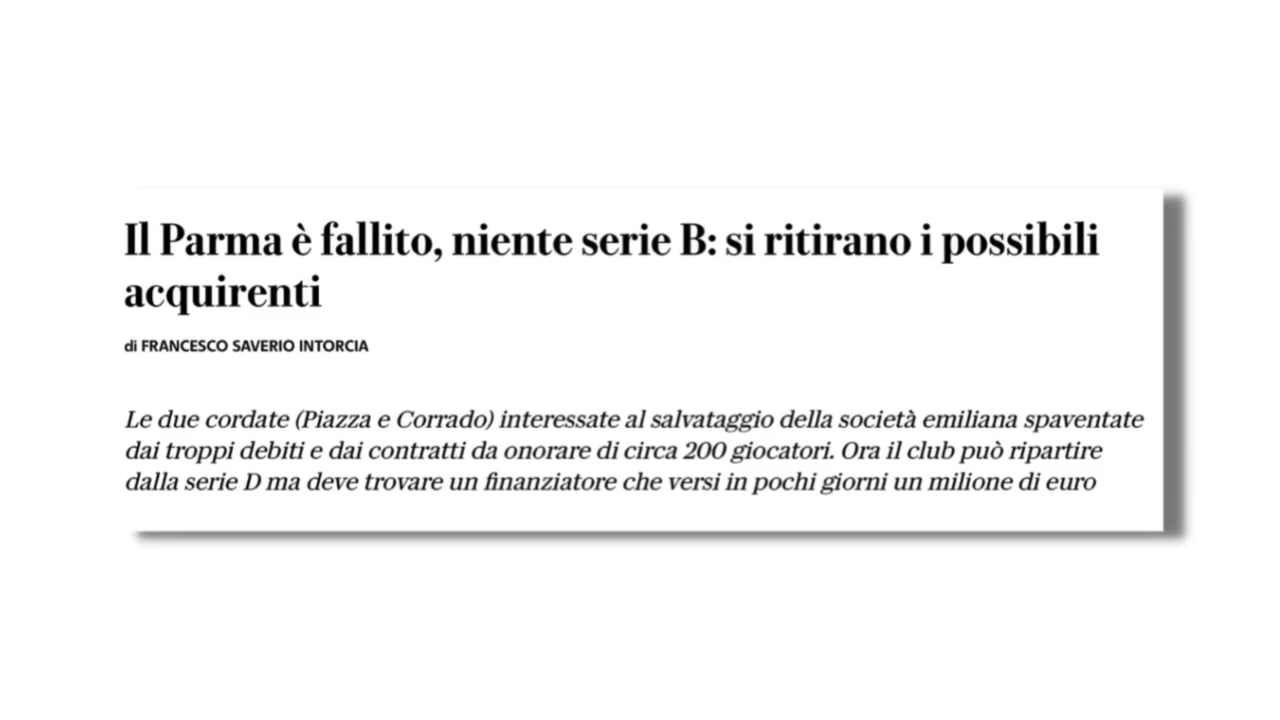 Il Parma è fallito, niente serie B: si ritirano i possibili
acquirenti
di FRANCESCO SAVERIO INTORCIA
Le due cordate (Piazza e Corrado) interessate al salvataggio della società emiliana spaventate
dai troppi debiti e dai contratti da onorare di circa 200 giocatori. Ora il club può ripartire
dalla serie D ma deve trovare un finanziatore che versi in pochi giorni un milione di euro